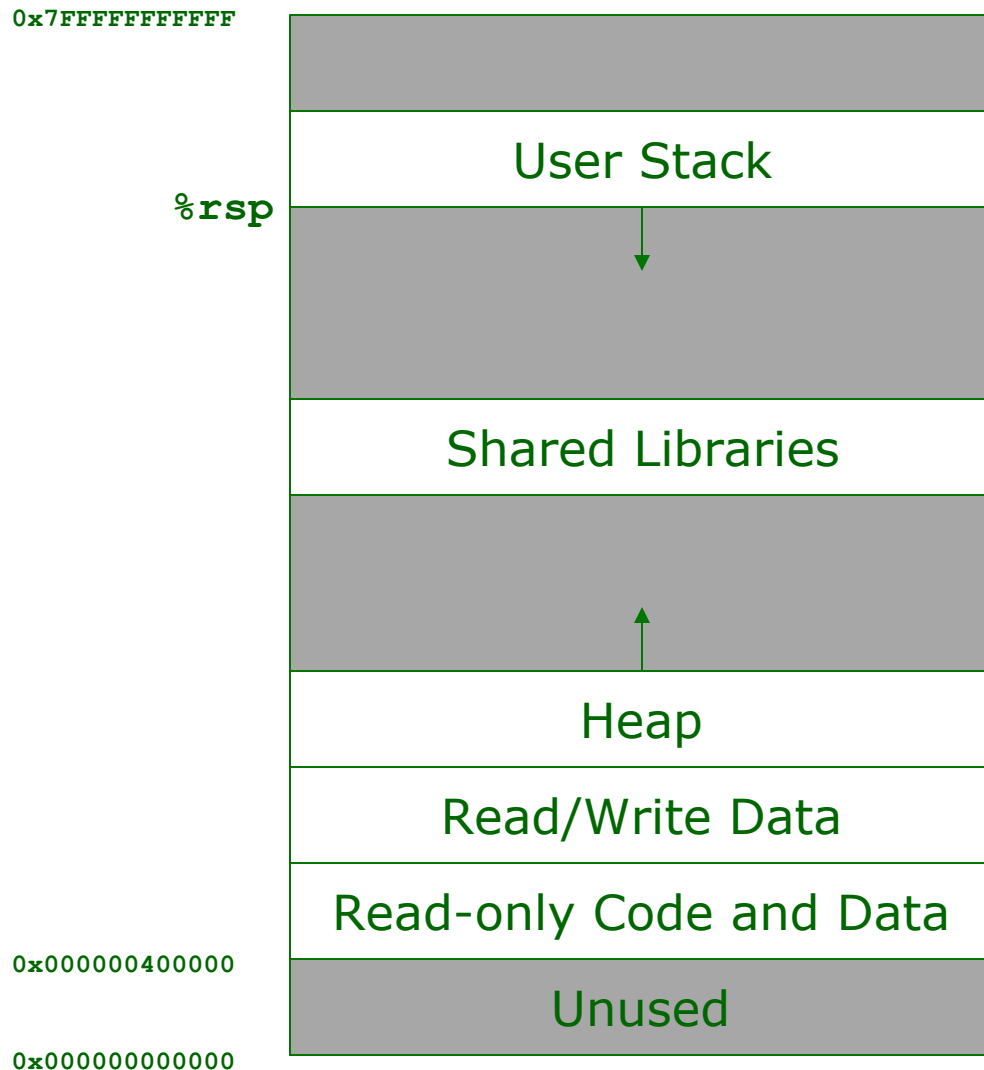 0x7FFFFFFFFFFF
User Stack
%rsp
Shared Libraries
Heap
Read/Write Data
Read-only Code and Data
0x000000400000
Unused
0x000000000000